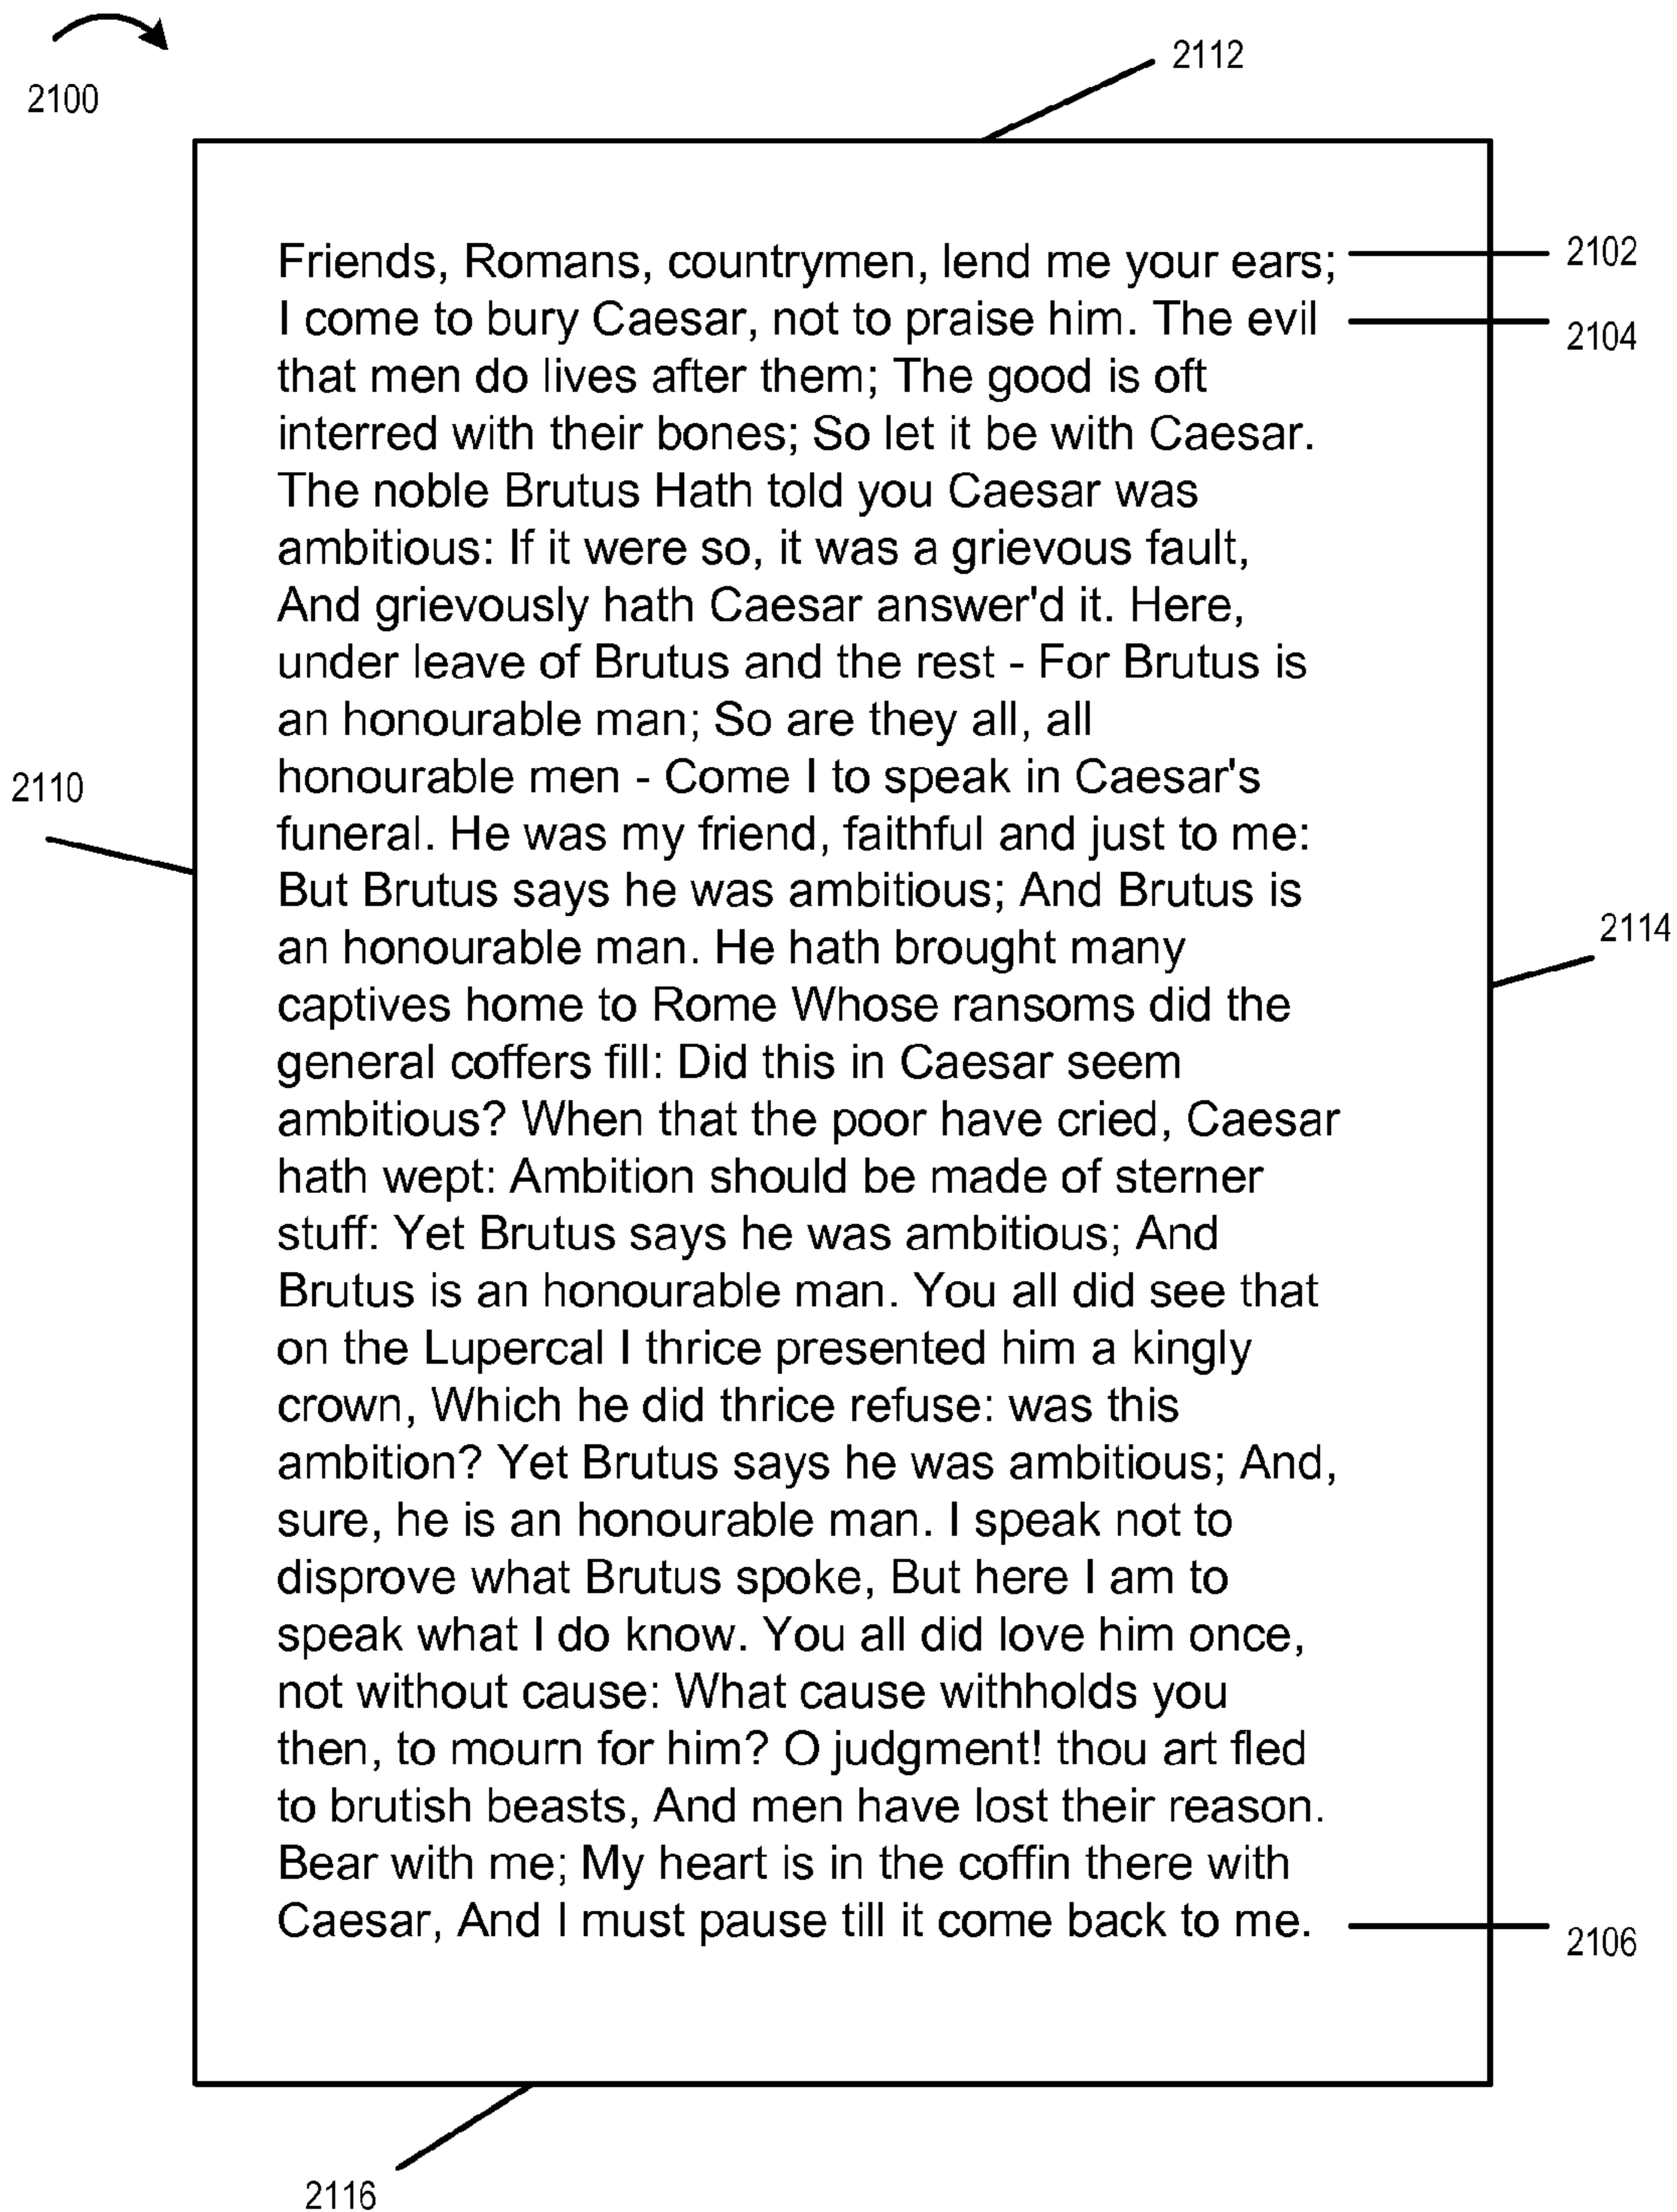 2100
2112
Friends, Romans, countrymen, lend me your ears;
2102
I come to bury Caesar, not to praise him. The evil
2104
that men do lives after them; The good is oft
interred with their bones; So let it be with Caesar.
The noble Brutus Hath told you Caesar was
ambitious: If it were so, it was a grievous fault,
And grievously hath Caesar answer'd it. Here,
under leave of Brutus and the rest - For Brutus is
an honourable man; So are they all, all
honourable men - Come I to speak in Caesar's
2110
funeral. He was my friend, faithful and just to me:
But Brutus says he was ambitious; And Brutus is
an honourable man. He hath brought many
2114
captives home to Rome Whose ransoms did the
general coffers fill: Did this in Caesar seem
ambitious? When that the poor have cried, Caesar
hath wept: Ambition should be made of sterner
stuff: Yet Brutus says he was ambitious; And
Brutus is an honourable man. You all did see that
on the Lupercal I thrice presented him a kingly
crown, Which he did thrice refuse: was this
ambition? Yet Brutus says he was ambitious; And,
sure, he is an honourable man. I speak not to
disprove what Brutus spoke, But here I am to
speak what I do know. You all did love him once,
not without cause: What cause withholds you
then, to mourn for him? O judgment! thou art fled
to brutish beasts, And men have lost their reason.
Bear with me; My heart is in the coffin there with
Caesar, And I must pause till it come back to me.
2106
2116